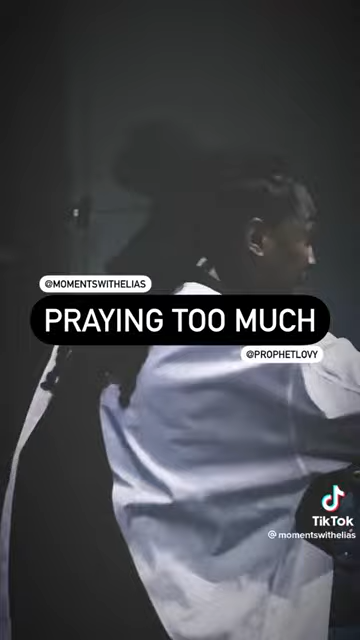 @MOMENTSWITHELIAS
PRAYING TOO MUCH
@PROPHETLOVY
TikTok
@momentswithelias